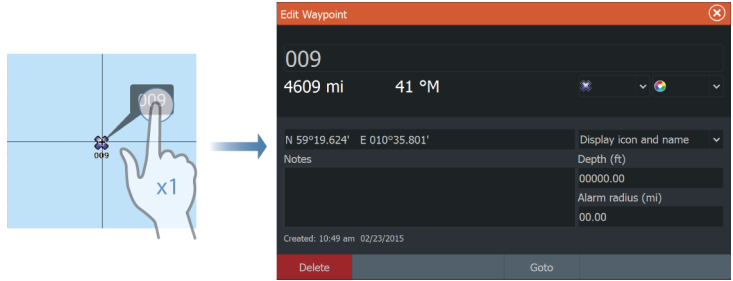 009
009
x1
Edit Waypoint
009
4609 mi 41 °M
N 59°19.624' E 010°35.801' Display icon and name
Notes Depth (ft)
00000.00
Alarm radius (mi)
00.00
Created: 10:49 am 02/23/2015
Delete Goto